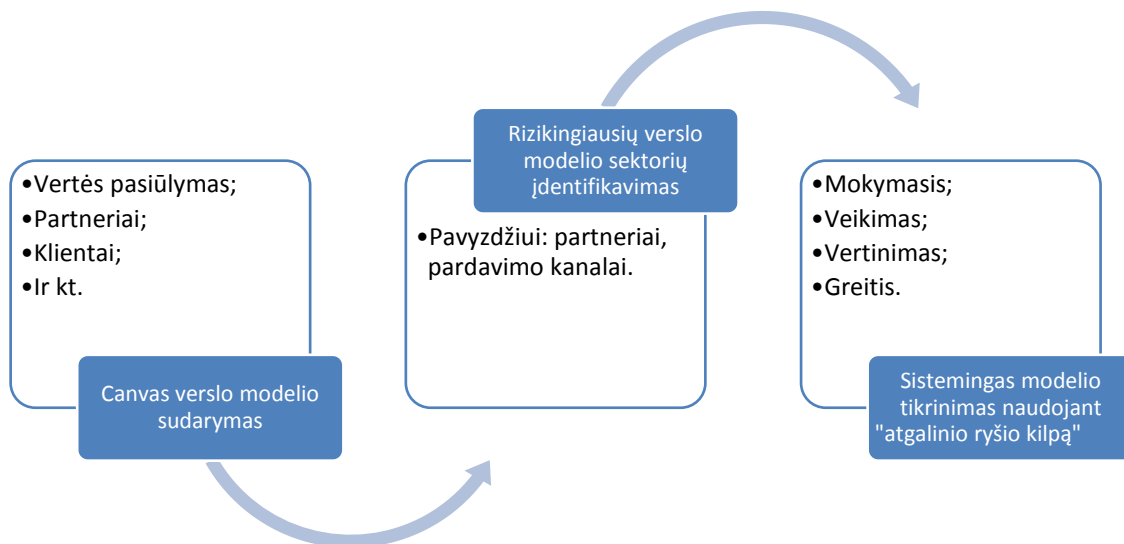 •Vertės pasiūlymas;
•Partneriai;
•Klientai;
•Ir kt.
Canvas verslo modelio
sudarymas
Rizikingiausių verslo
modelio sektorių
įdentifikavimas
•Pavyzdžiui: partneriai,
pardavimo kanalai.
•Mokymasis;
•Veikimas;
•Vertinimas;
•Greitis.
Sistemingas modelio
tikrinimas naudojant
"atgalinio ryšio kilpą"